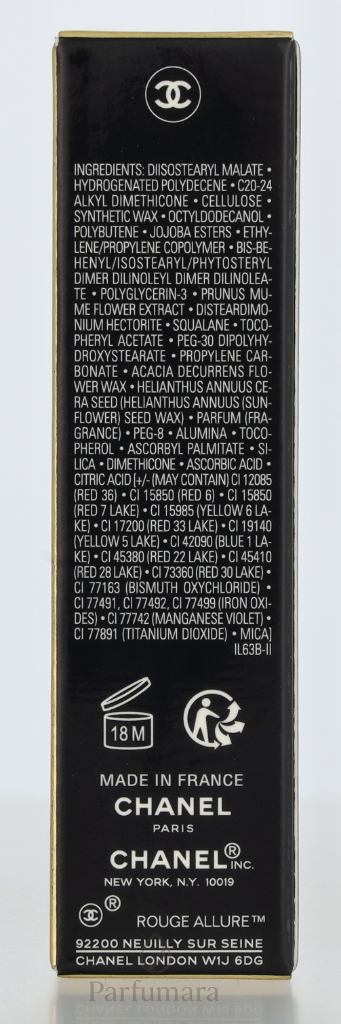 INGREDIENTS: DIISOSTEARYL MALATE •
HYDROGENATED POLYDECENE • C20-24
ALKYL DIMETHICONE • CELLULOSE •
SYNTHETIC WAX • OCTYLDODECANOL •
POLYBUTENE • JOJOBA ESTERS • ETHY-
LENE/PROPYLENE COPOLYMER • BIS-BE-
HENYL/ISOSTEARYL/PHYTOSTERYL
DIMER DILINOLEYL DIMER DILINOLEA-
TE • POLYGLYCERIN-3 • PRUNUS MU-
ME FLOWER EXTRACT • DISTEARDIMO-
NIUM HECTORITE • SQUALANE • TOCO-
PHERYL ACETATE • PEG-30 DIPOLYHY-
DROXYSTEARATE • PROPYLENE CAR-
BONATE • ACACIA DECURRENS FLO-
WER WAX • HELIANTHUS ANNUUS CE-
RA SEED (HELIANTHUS ANNUUS (SUN-
FLOWER) SEED WAX) • PARFUM (FRA-
GRANCE) • PEG-8 • ALUMINA • TOCO-
PHEROL • ASCORBYL PALMITATE • SI-
LICA • DIMETHICONE • ASCORBIC ACID •
CITRIC ACID [+/- (MAY CONTAIN) CI 12085
(RED 36) • CI 15850 (RED 6) • CI 15850
(RED 7 LAKE) • CI 15985 (YELLOW 6 LA-
KE) • CI 17200 (RED 33 LAKE) • CI 19140
(YELLOW 5 LAKE) • CI 42090 (BLUE 1 LA-
KE) • CI 45380 (RED 22 LAKE) • CI 45410
(RED 28 LAKE) • CI 73360 (RED 30 LAKE) •
CI 77163 (BISMUTH OXYCHLORIDE) •
CI 77491, CI 77492, CI 77499 (IRON OXI-
DES) • CI 77742 (MANGANESE VIOLET) •
CI 77891 (TITANIUM DIOXIDE) • MICA]
IL63B-II
18 M
MADE IN FRANCE
CHANEL
PARIS
CHANEL® INC.
NEW YORK, N.Y. 10019
® ROUGE ALLURE™
92200 NEUILLY SUR SEINE
CHANEL LONDON W1J 6DG
Parfumara